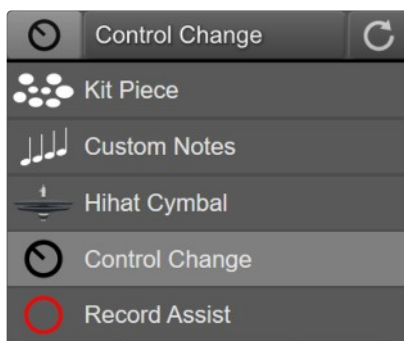 Control Change
Kit Piece
Custom Notes
Hihat Cymbal
Control Change
Record Assist